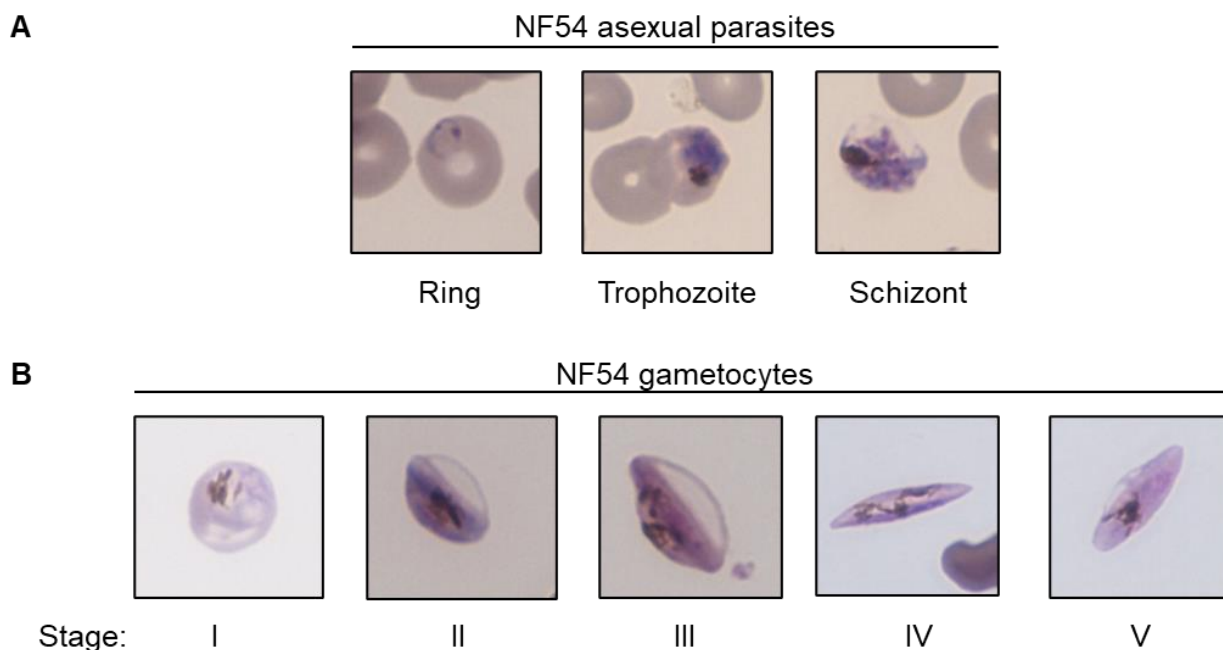 A
NF54 asexual parasites
Ring Trophozoite Schizont
B
NF54 gametocytes
Stage: I II III IV V